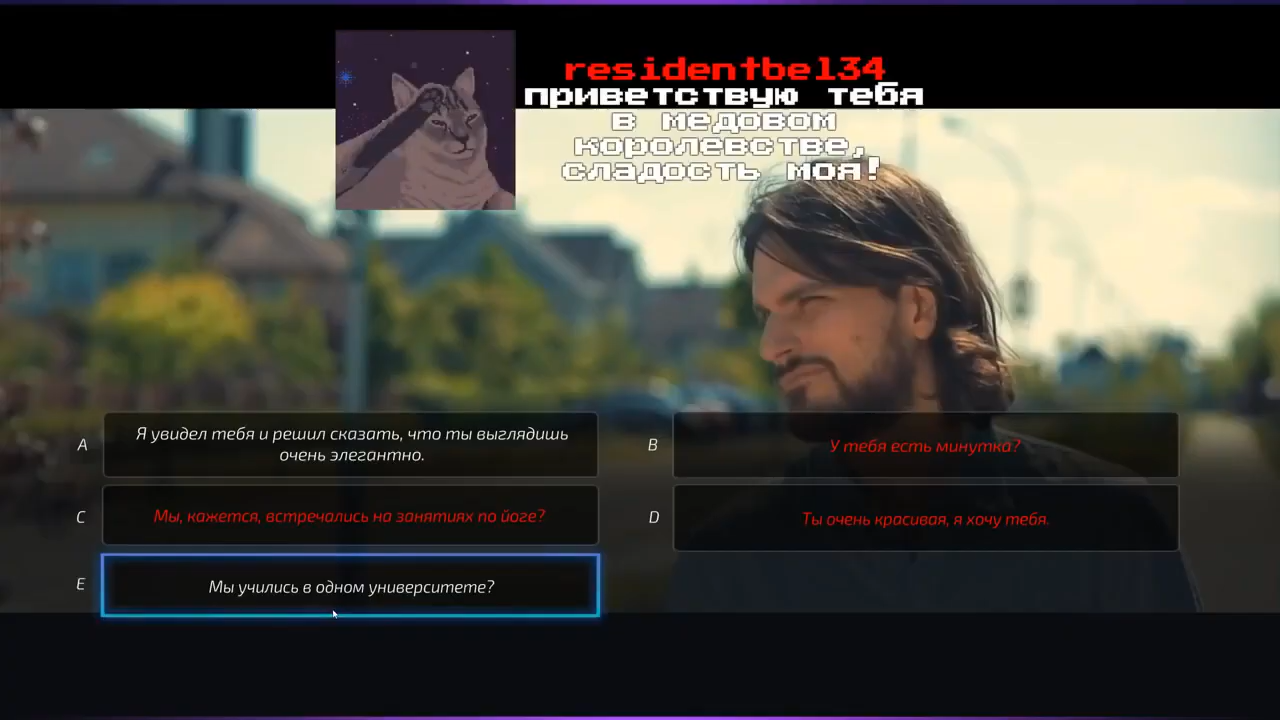 residentbel34
приветствую тебя
в медовом
королевстве,
сладость моя!
A
Я увидел тебя и решил сказать, что ты выглядишь
очень элегантно.
B
У тебя есть минутка?
C
Мы, кажется, встречались на занятиях по йоге?
D
Ты очень красивая, я хочу тебя.
E
Мы учились в одном университете?